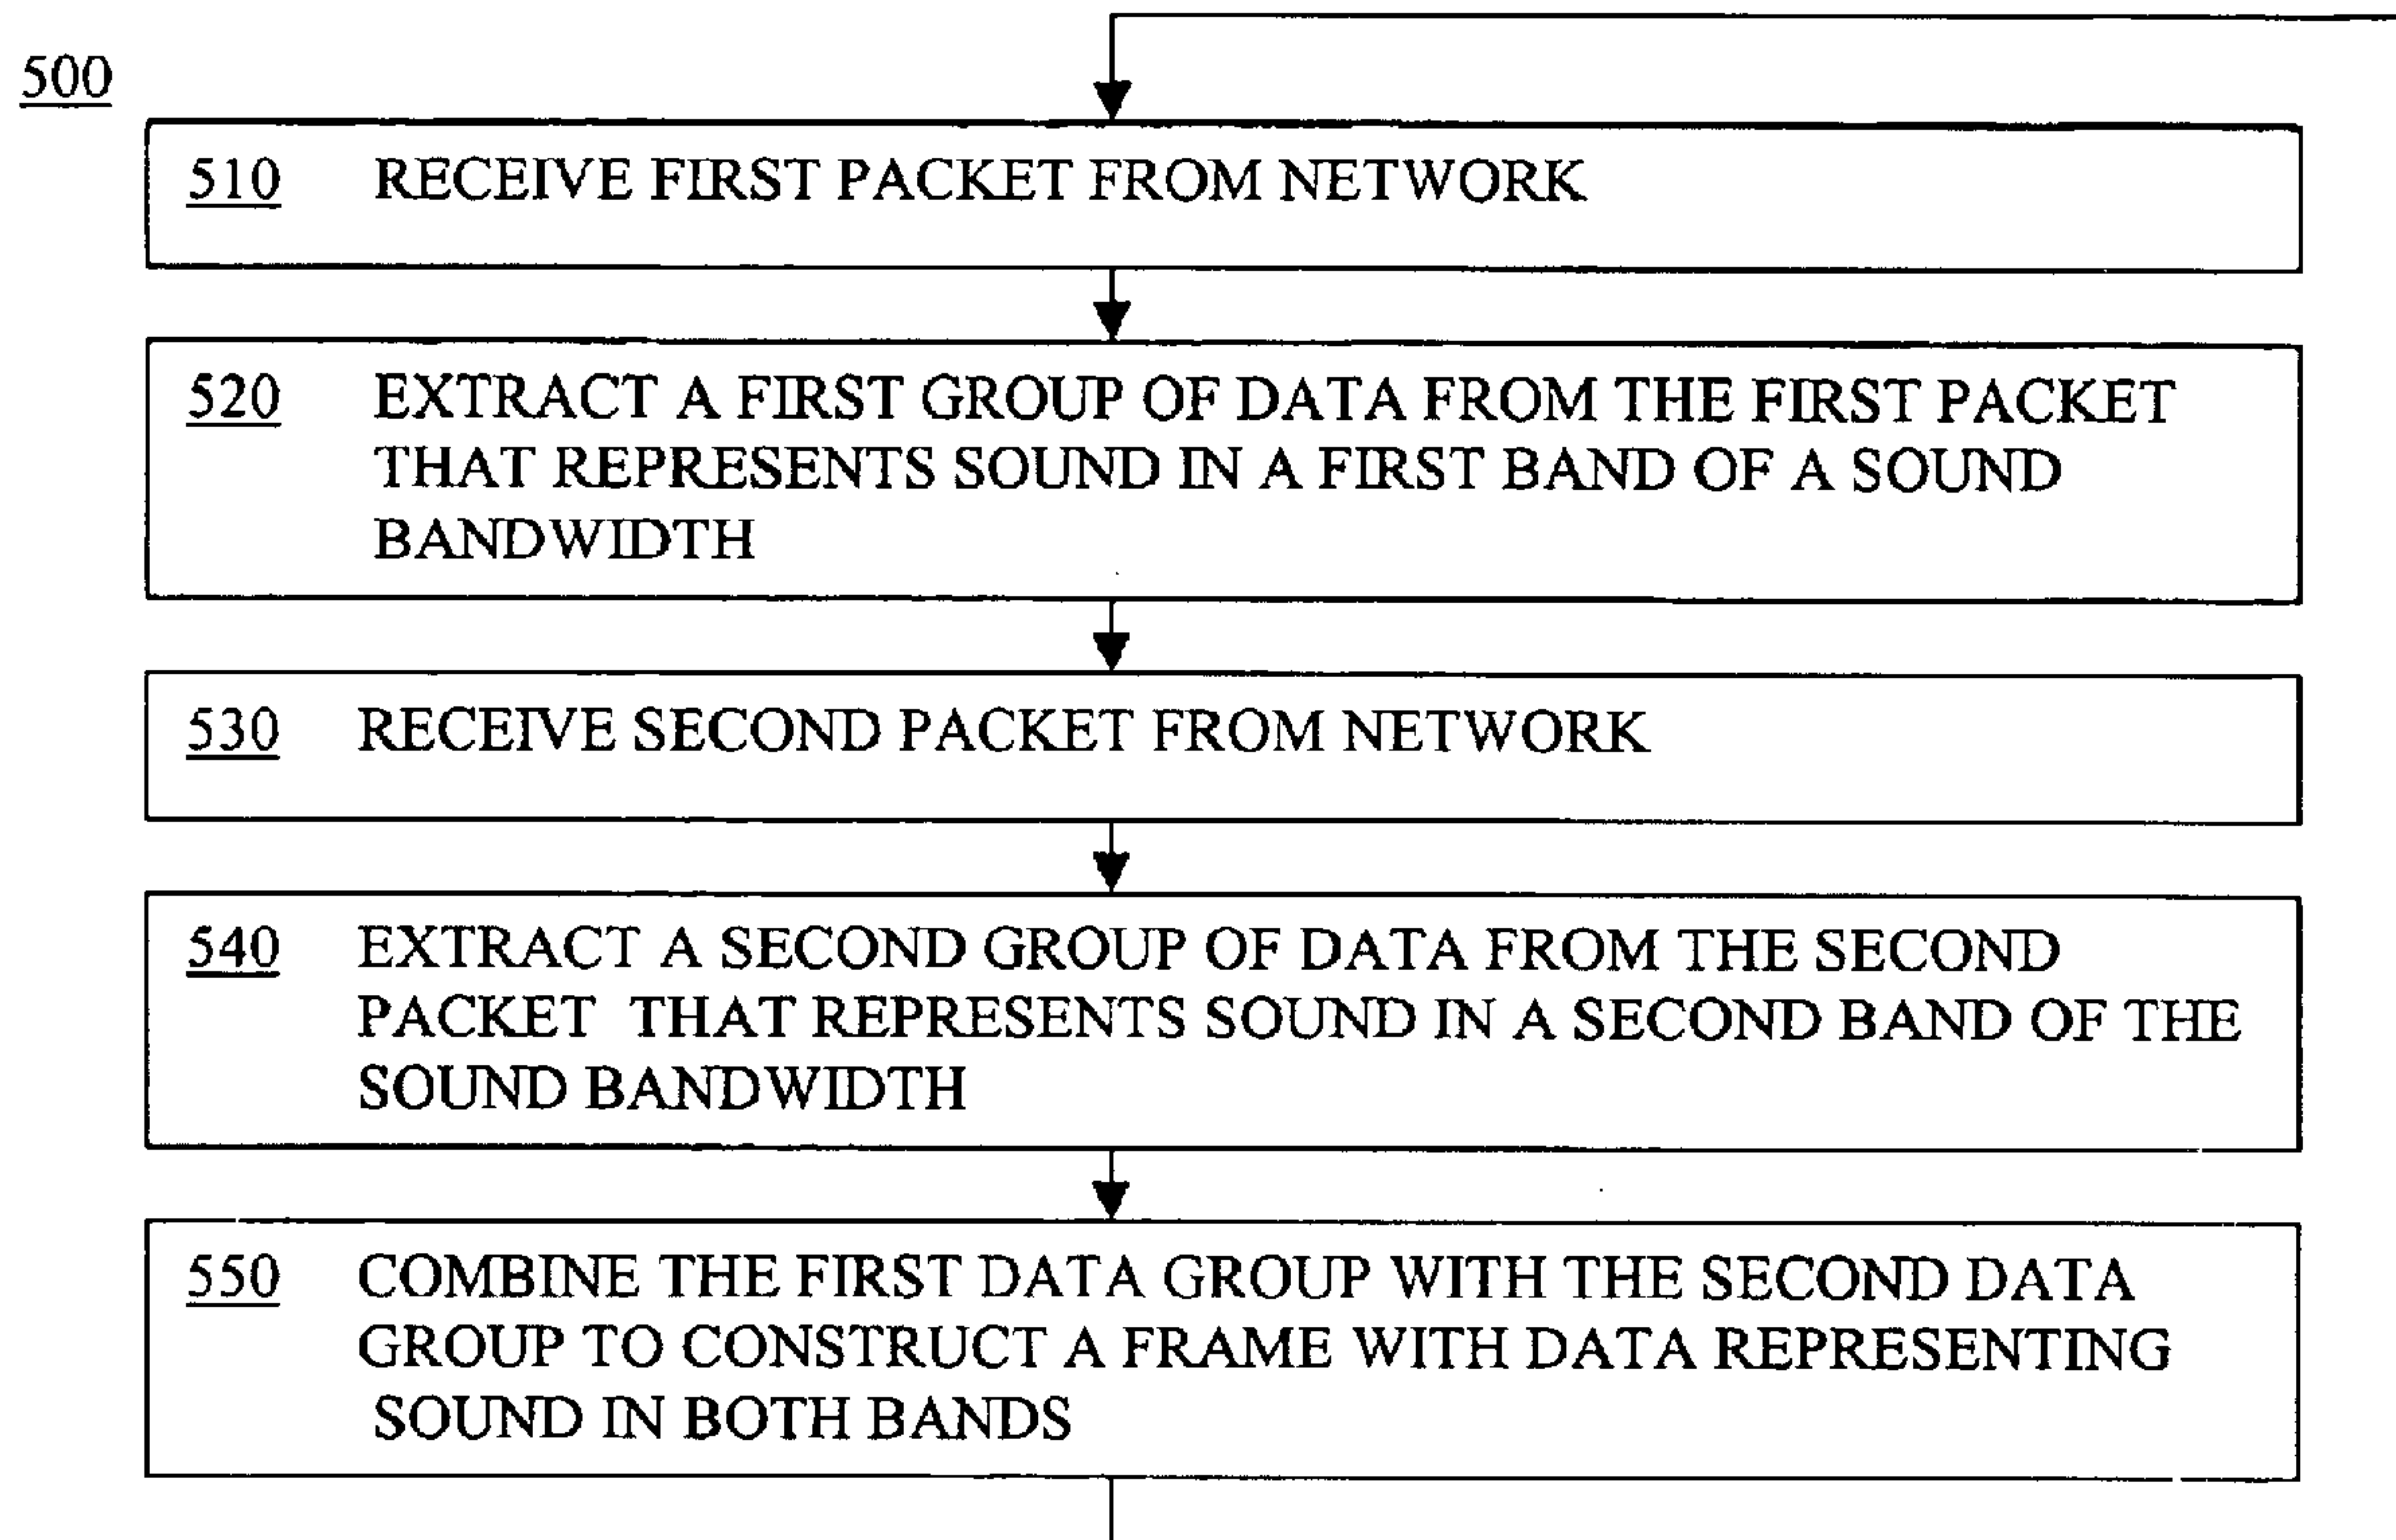 500
510 RECEIVE FIRST PACKET FROM NETWORK
520 EXTRACT A FIRST GROUP OF DATA FROM THE FIRST PACKET
THAT REPRESENTS SOUND IN A FIRST BAND OF A SOUND
BANDWIDTH
530 RECEIVE SECOND PACKET FROM NETWORK
540 EXTRACT A SECOND GROUP OF DATA FROM THE SECOND
PACKET THAT REPRESENTS SOUND IN A SECOND BAND OF THE
SOUND BANDWIDTH
550 COMBINE THE FIRST DATA GROUP WITH THE SECOND DATA
GROUP TO CONSTRUCT A FRAME WITH DATA REPRESENTING
SOUND IN BOTH BANDS